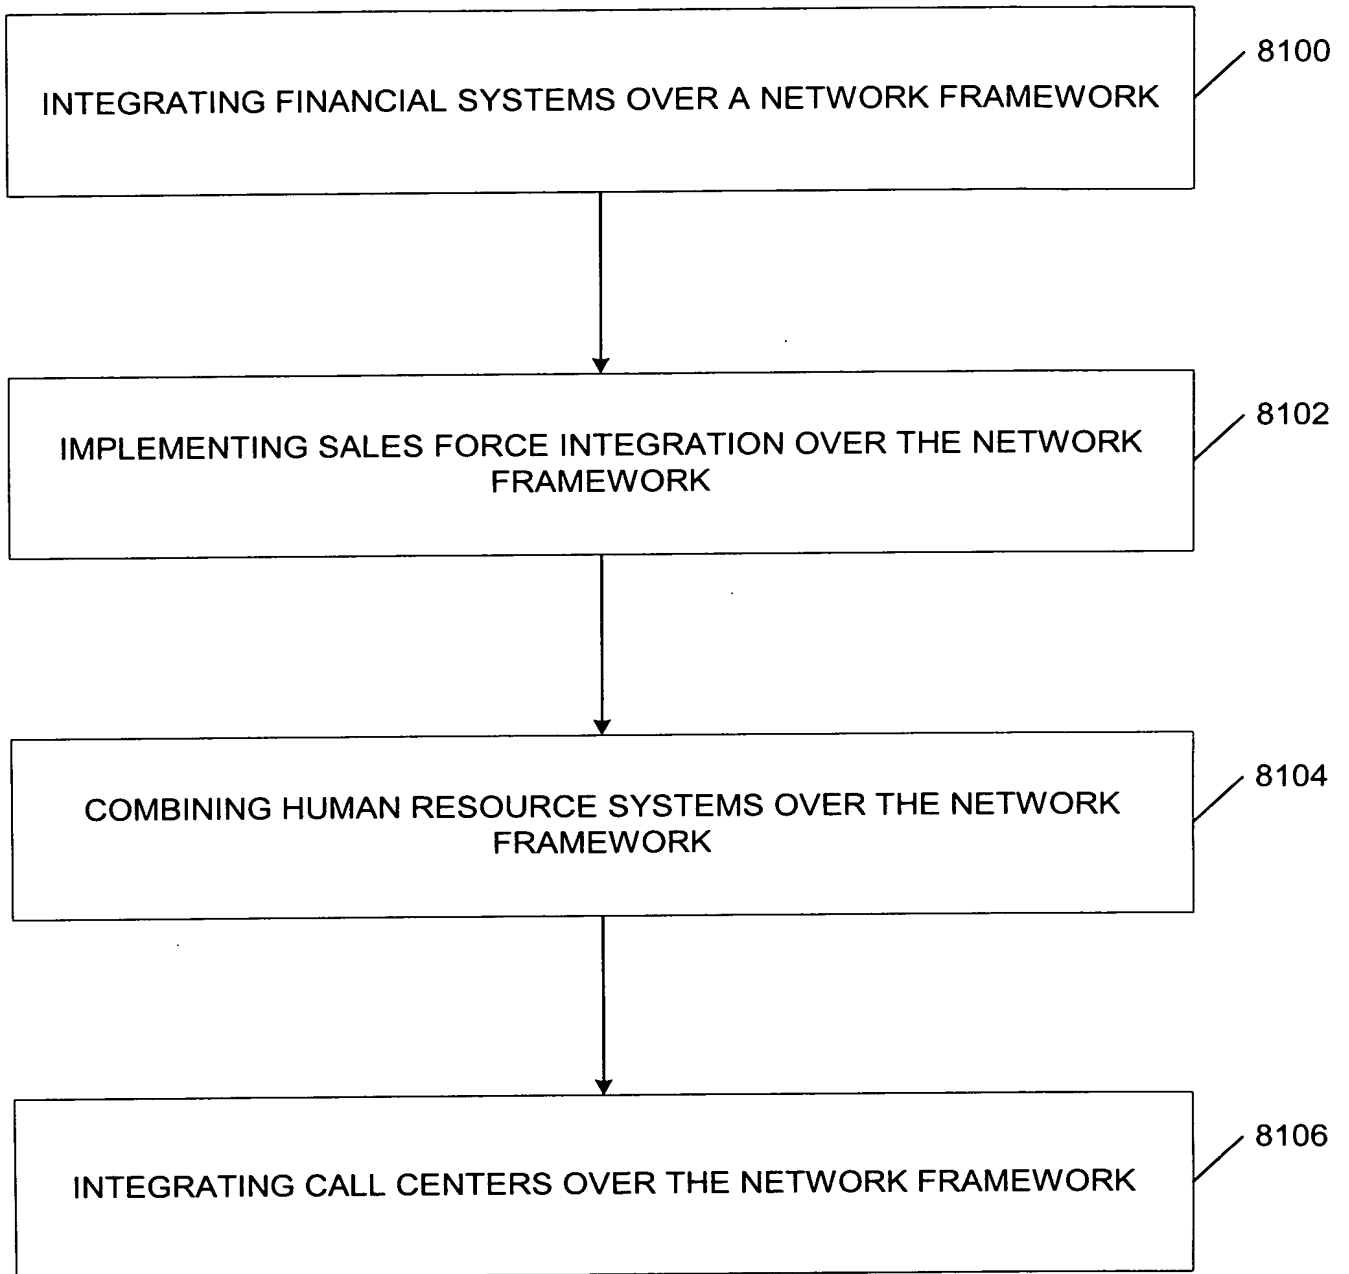 8100
INTEGRATING FINANCIAL SYSTEMS OVER A NETWORK FRAMEWORK
8102
IMPLEMENTING SALES FORCE INTEGRATION OVER THE NETWORK
FRAMEWORK
8104
COMBINING HUMAN RESOURCE SYSTEMS OVER THE NETWORK
FRAMEWORK
8106
INTEGRATING CALL CENTERS OVER THE NETWORK FRAMEWORK